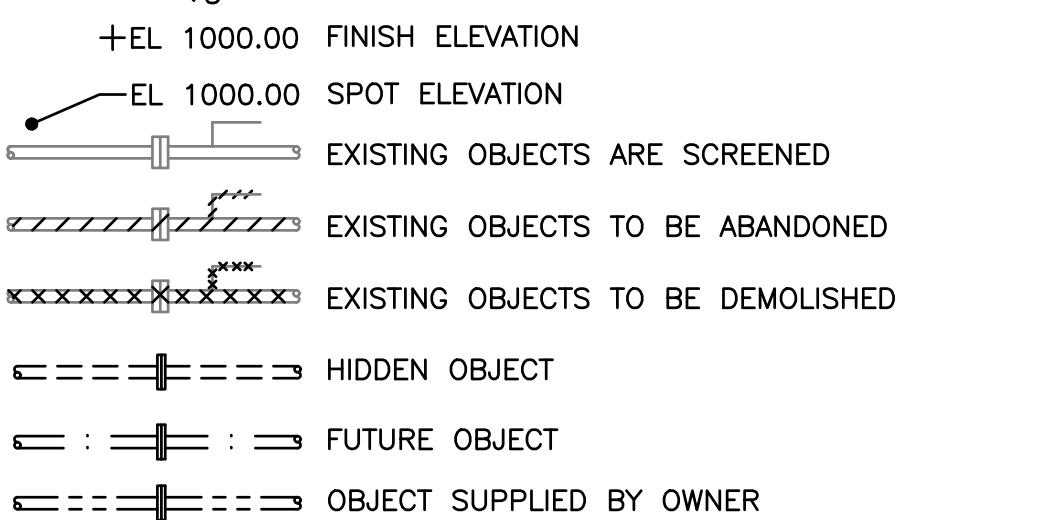 +EL 1000.00 FINISH ELEVATION
EL 1000.00 SPOT ELEVATION
EXISTING OBJECTS ARE SCREENED
EXISTING OBJECTS TO BE ABANDONED
EXISTING OBJECTS TO BE DEMOLISHED
HIDDEN OBJECT
FUTURE OBJECT
OBJECT SUPPLIED BY OWNER